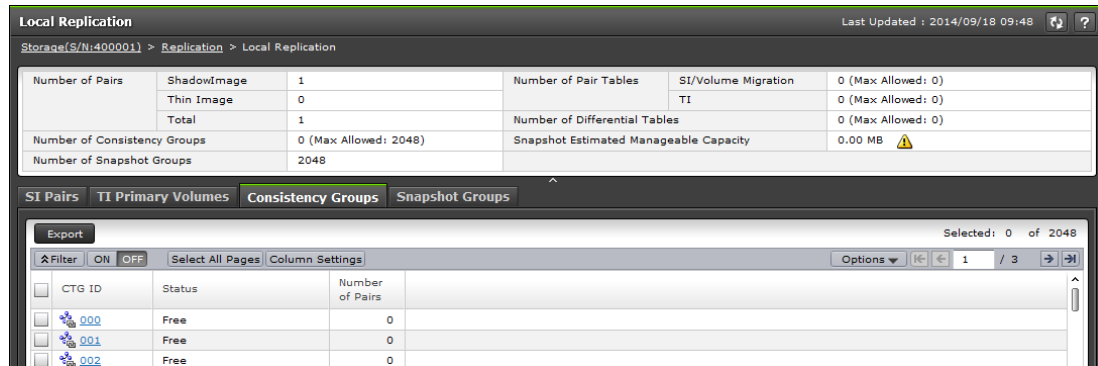 Local Replication Last Updated : 2014/09/18 09:48 ?
Storage(S/N:400001) > Replication > Local Replication
Number of Pairs ShadowImage 1 Number of Pair Tables SI/Volume Migration 0 (Max Allowed: 0)
Thin Image 0 TI 0 (Max Allowed: 0)
Total 1 Number of Differential Tables 0 (Max Allowed: 0)
Number of Consistency Groups 0 (Max Allowed: 2048) Snapshot Estimated Manageable Capacity 0.00 MB
Number of Snapshot Groups 2048
SI Pairs TI Primary Volumes Consistency Groups Snapshot Groups
Export Selected: 0 of 2048
Filter ON OFF Select All Pages Column Settings Options 1 / 3
CTG ID Status Number
of Pairs
000 Free 0
001 Free 0
002 Free 0